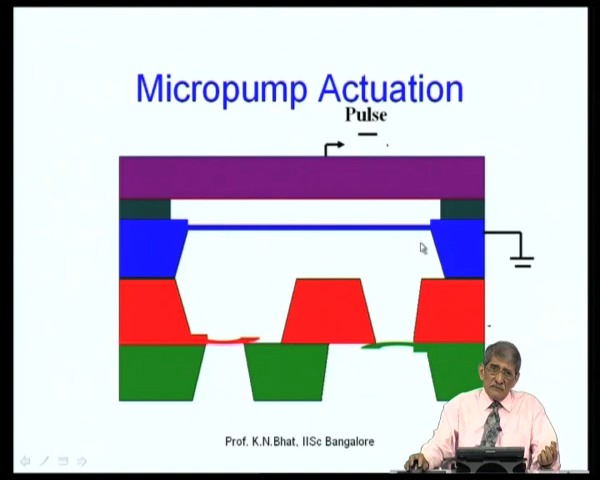 Micropump Actuation
Pulse
Prof. K.N.Bhat, IISc Bangalore